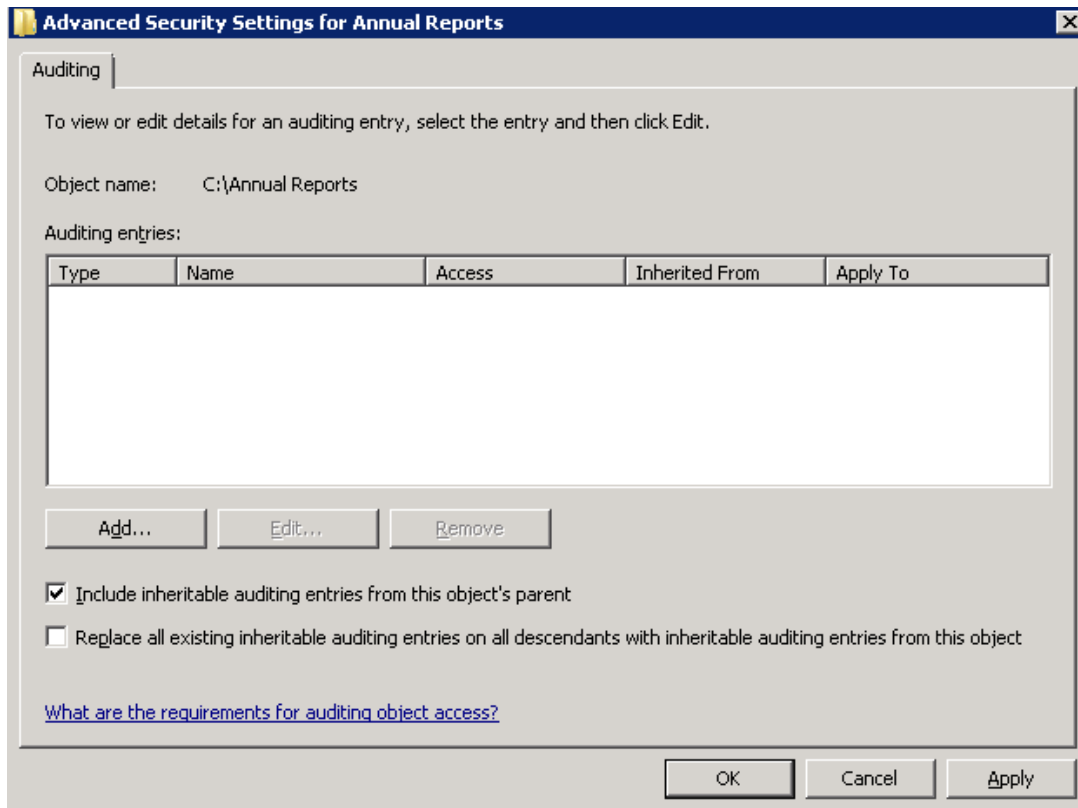 Advanced Security Settings for Annual Reports
Auditing
To view or edit details for an auditing entry, select the entry and then click Edit.
Object name: C:\Annual Reports
Auditing entries:
Type Name Access Inherited From Apply To
Add... Edit... Remove
Include inheritable auditing entries from this object's parent
Replace all existing inheritable auditing entries on all descendants with inheritable auditing entries from this object
What are the requirements for auditing object access?
OK Cancel Apply